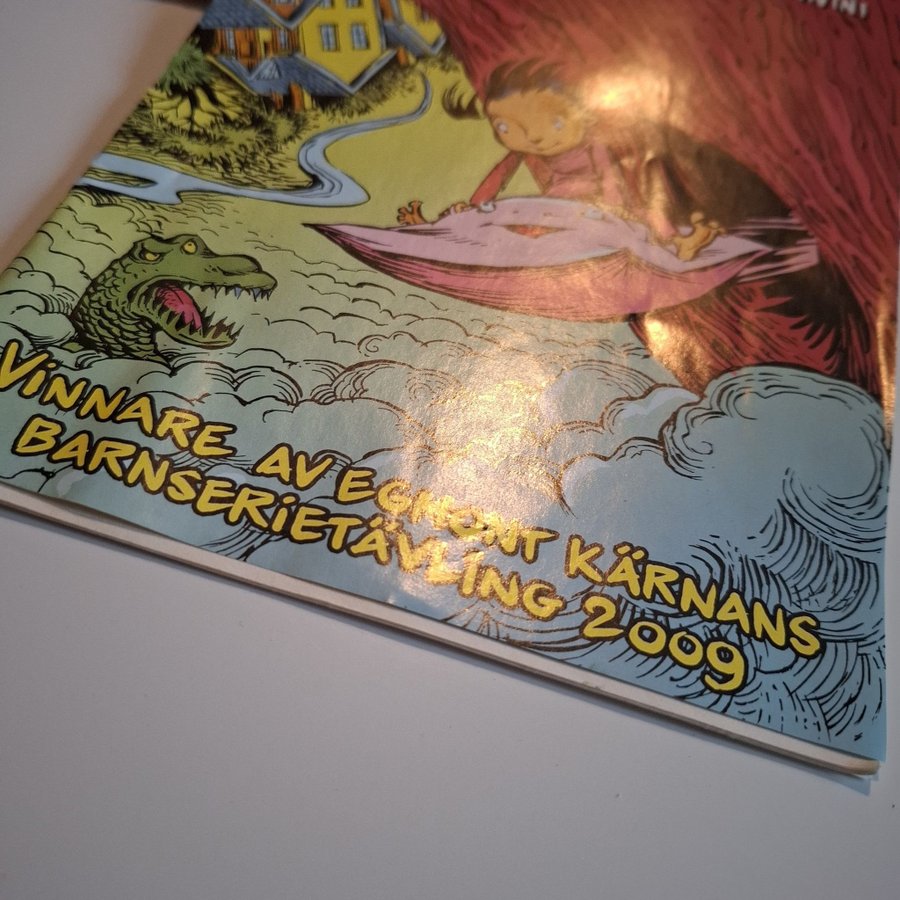 VINNARE AV EGMONT KÄRNANS
BARNSERIETÄVLING 2009